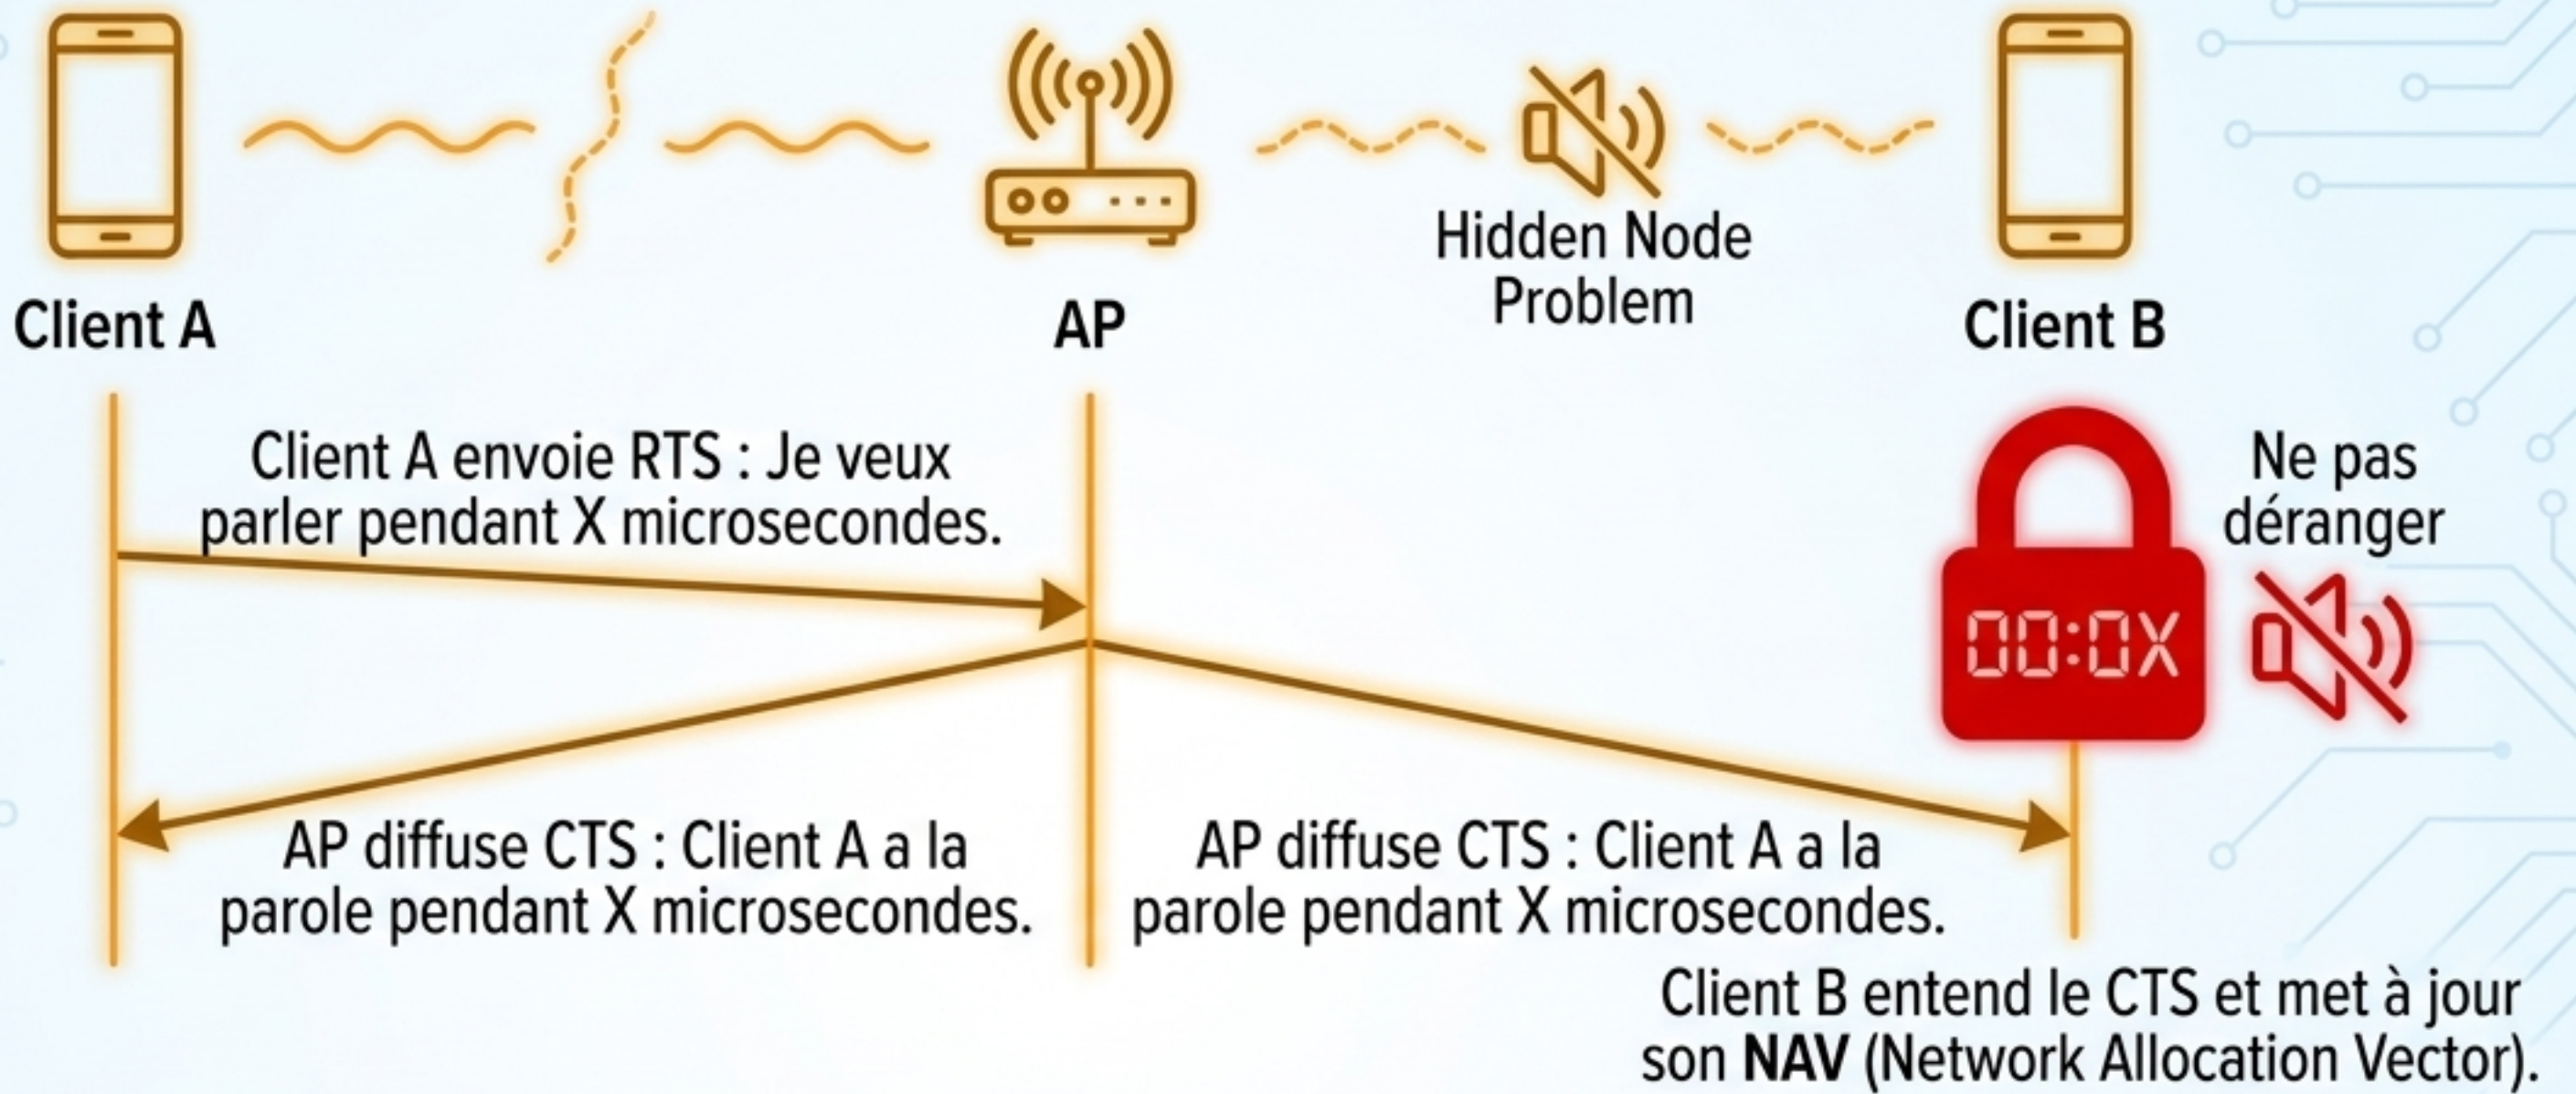 Hidden Node
Problem
Client A
AP
Client B
Client A envoie RTS : Je veux
parler pendant X microsecondes.
Ne pas
déranger
00:0X
AP diffuse CTS : Client A a la
parole pendant X microsecondes.
AP diffuse CTS : Client A a la
parole pendant X microsecondes.
Client B entend le CTS et met à jour
son NAV (Network Allocation Vector).